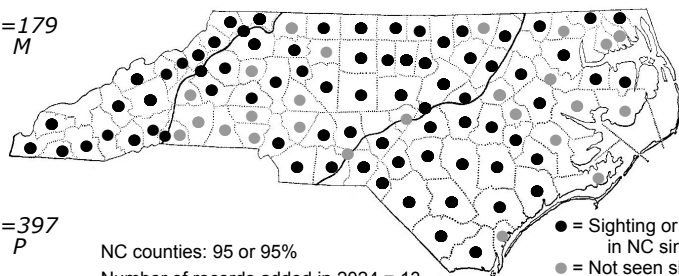 =179
M
=397
P
NC counties: 95 or 95%
● = Sighting or
in NC sin
● = Not seen si